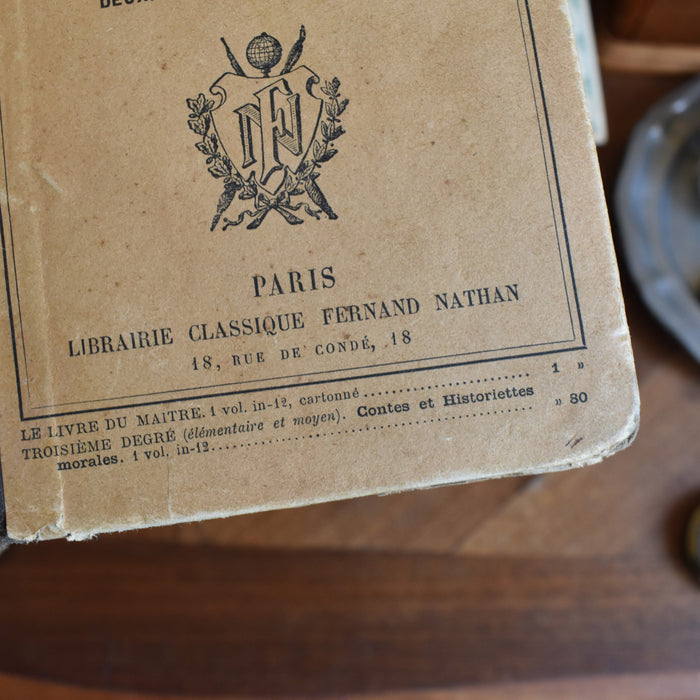 FN
PARIS
LIBRAIRIE CLASSIQUE FERNAND NATHAN
18, RUE DE CONDÉ, 18
LE LIVRE DU MAITRE. 1 vol. in-12, cartonné .............................. 1 »
TROISIÈME DEGRÉ (élémentaire et moyen). Contes et Historiettes
morales. 1 vol. in-12.................................................. » 80